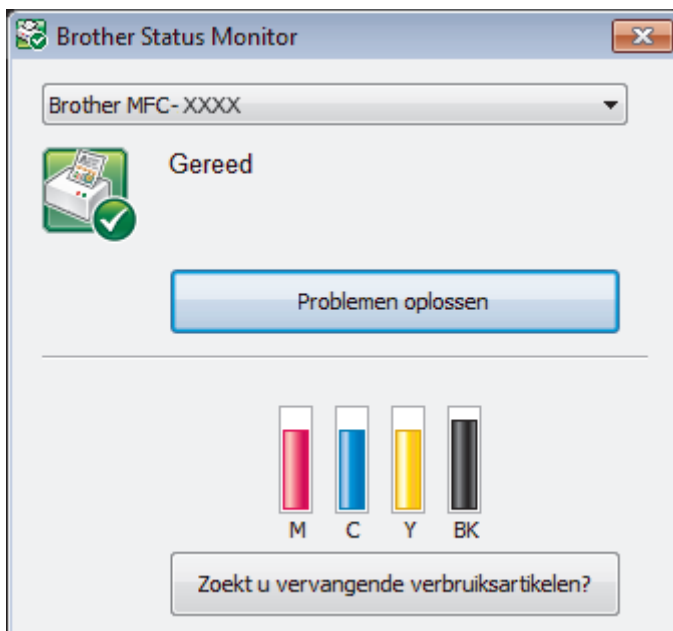 Brother Status Monitor
Brother MFC- XXXX
Gereed
Problemen oplossen
M C Y BK
Zoekt u vervangende verbruiksartikelen?